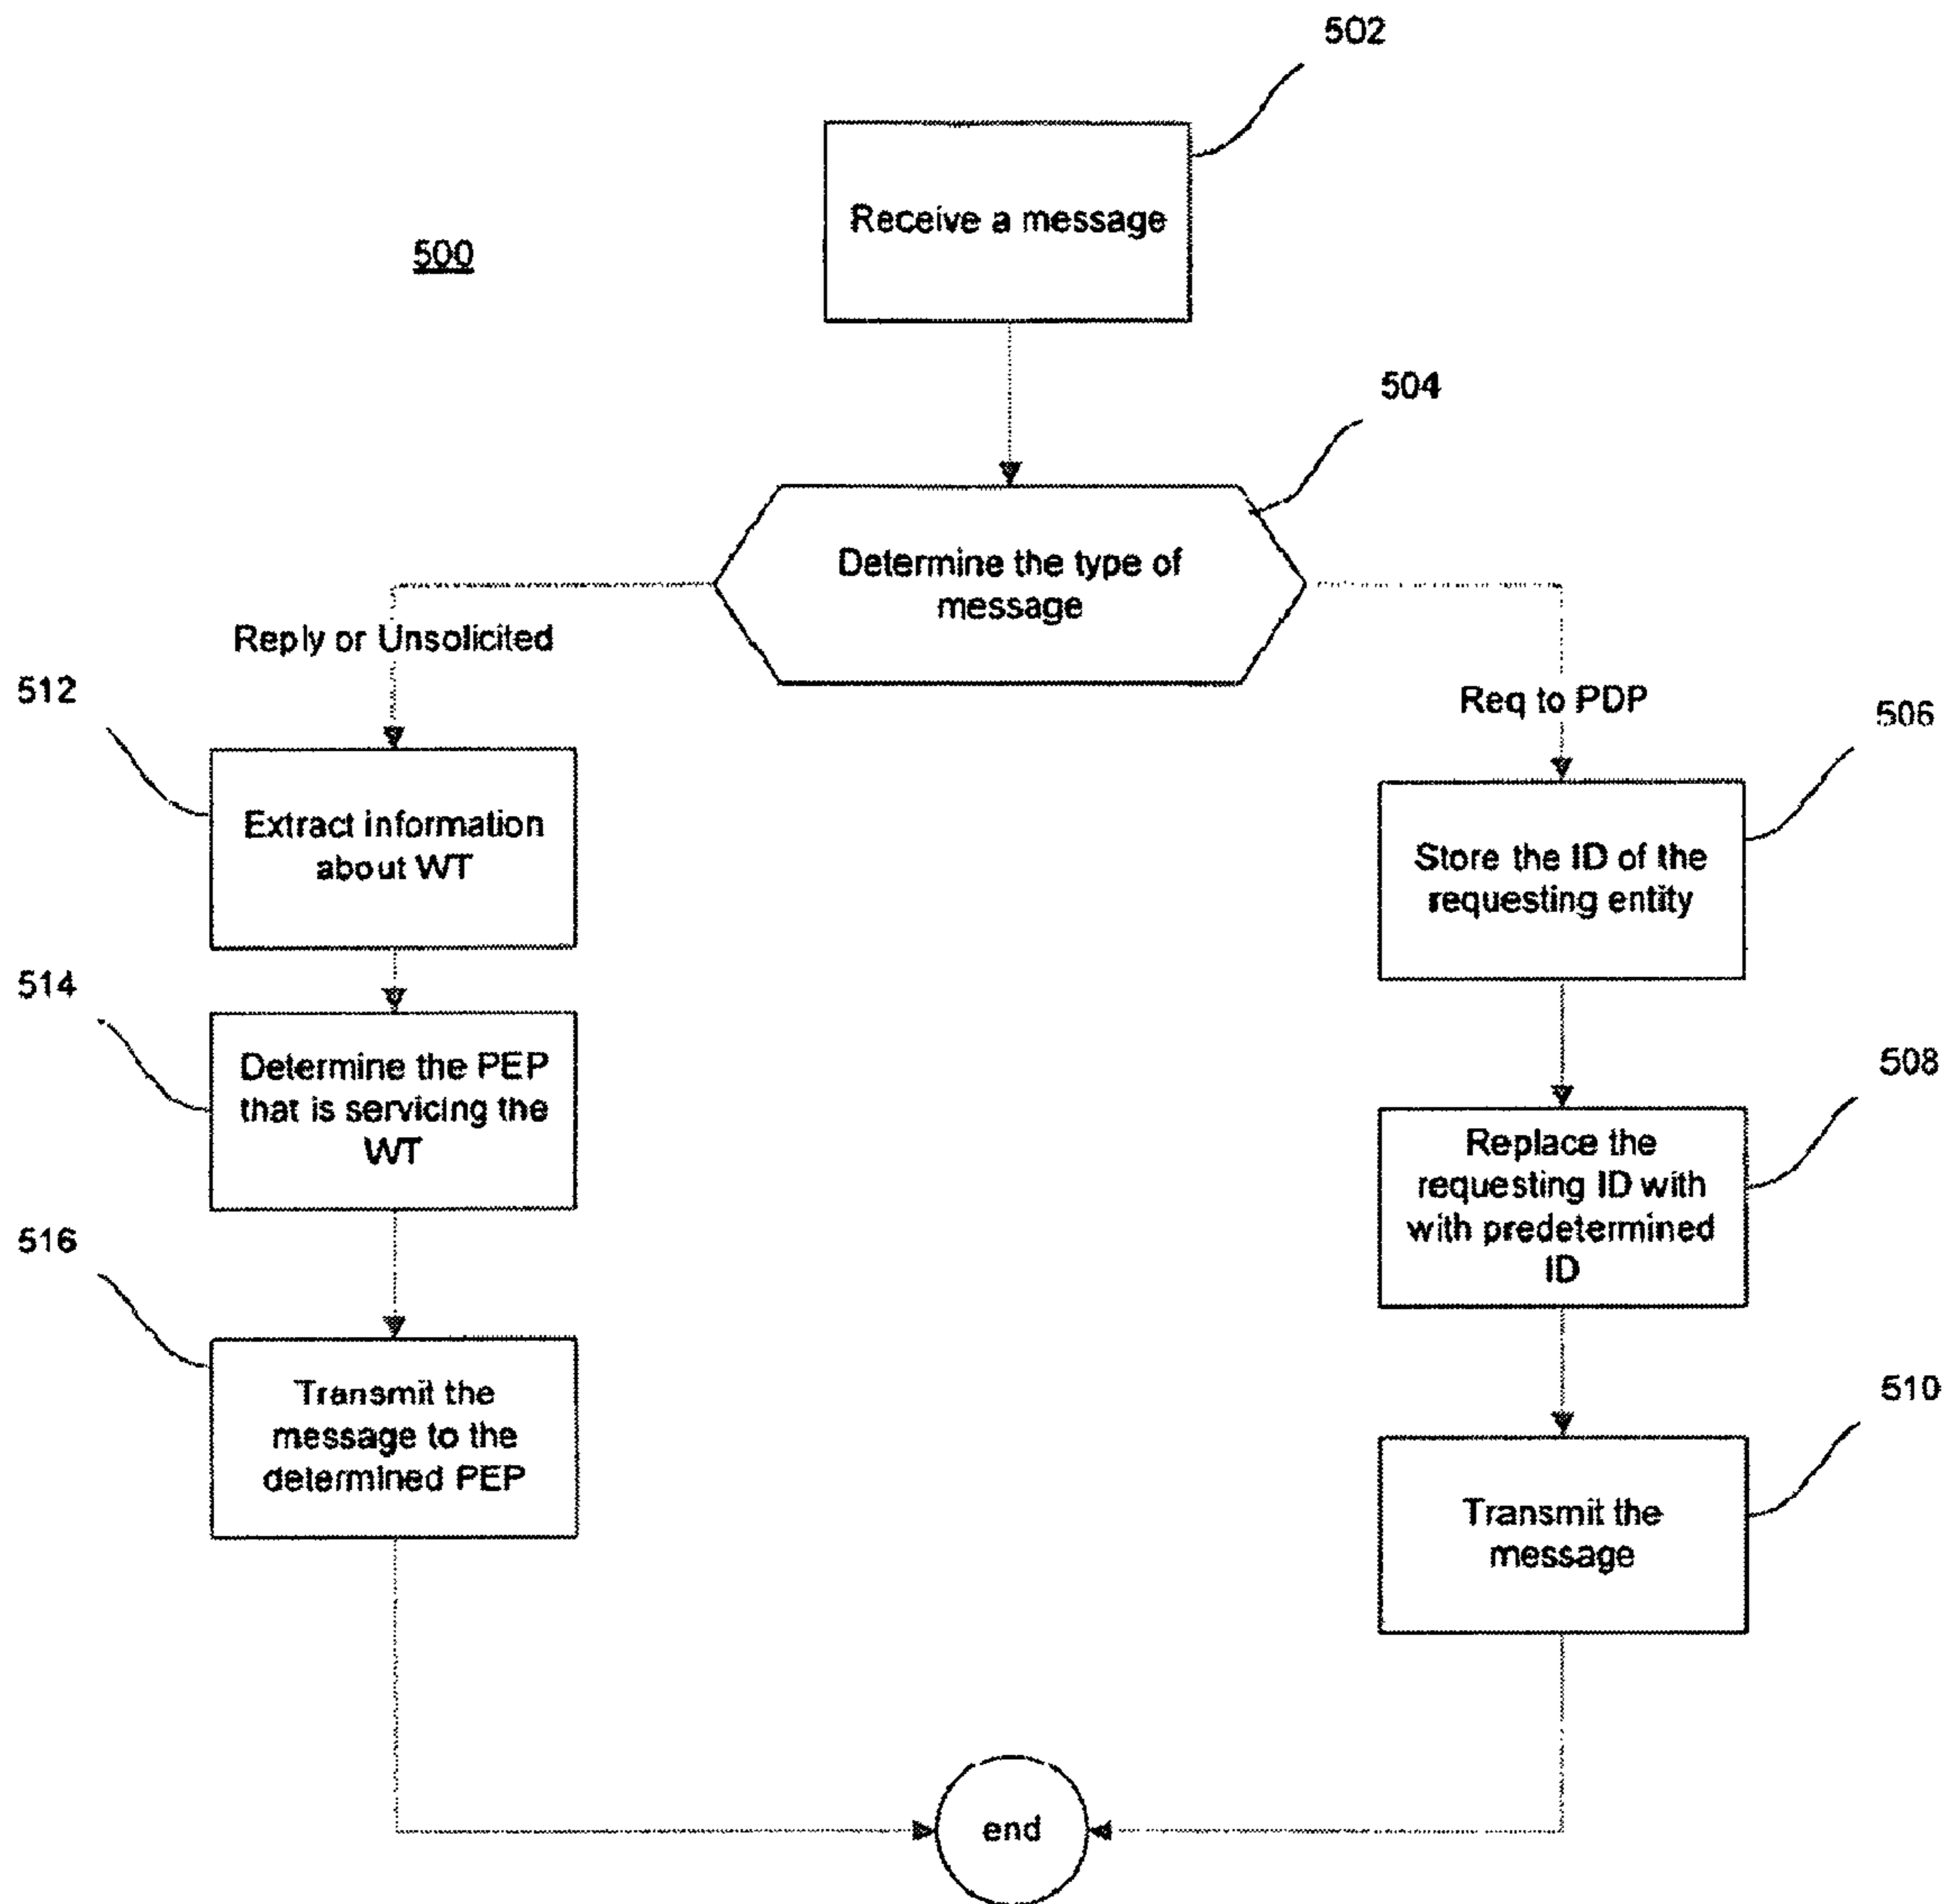 502
Receive a message
500
504
Determine the type of
message
Reply or Unsolicited
Req to PDP
512
Extract information
about WT
506
Store the ID of the
requesting entity
514
Determine the PEP
that is servicing the
WT
508
Replace the
requesting ID with
with predetermined
ID
516
Transmit the
message to the
determined PEP
510
Transmit the
message
end